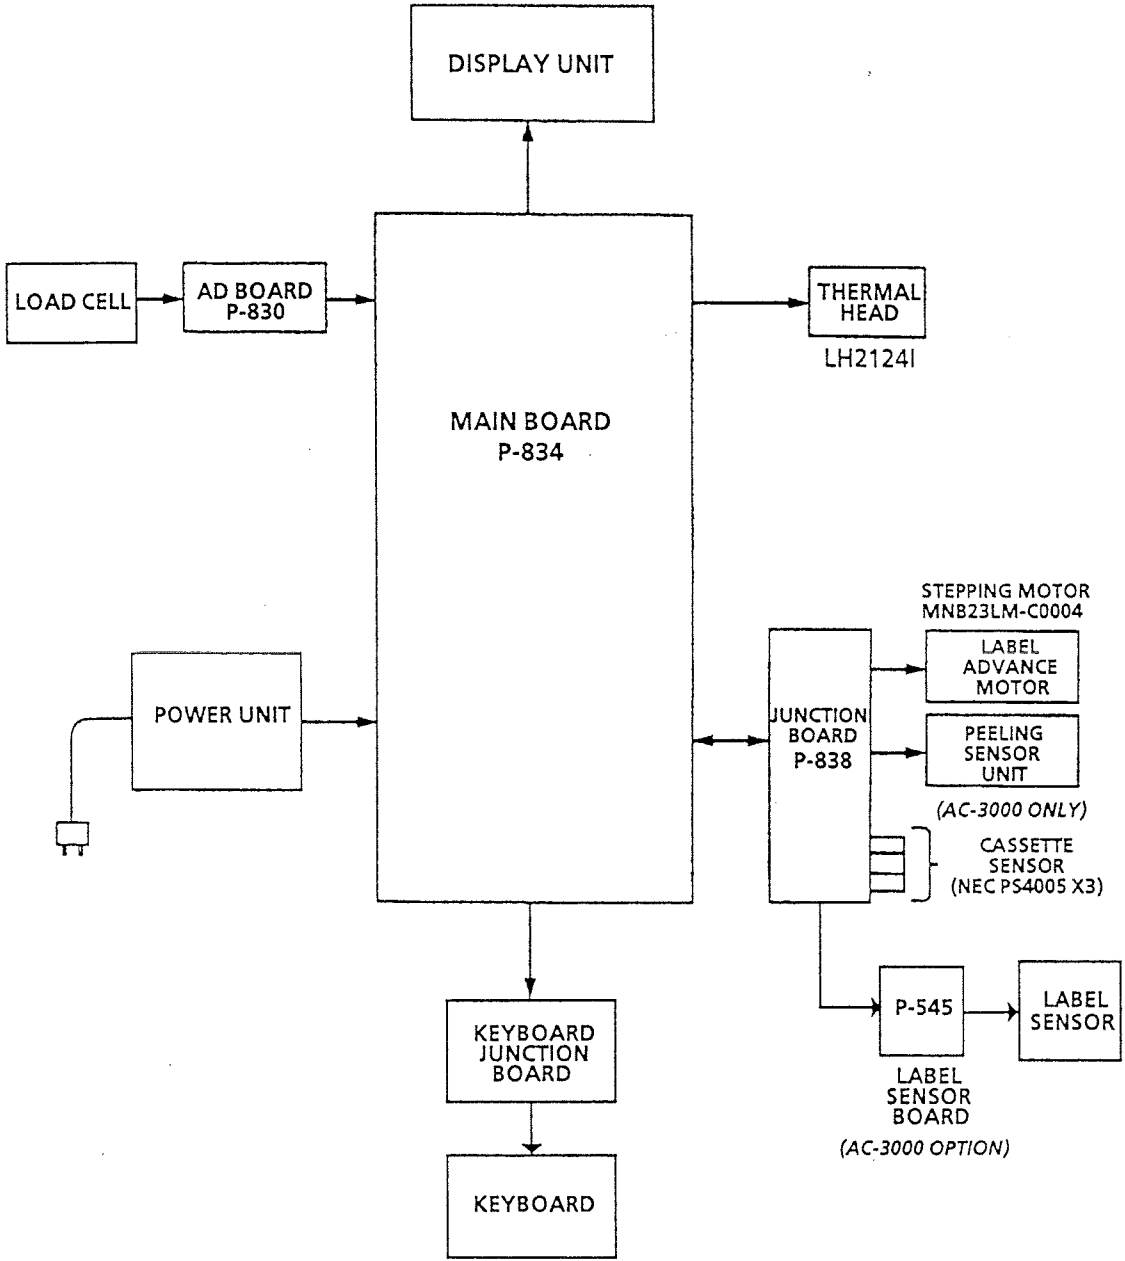 DISPLAY UNIT
LOAD CELL
AD BOARD
P-830
THERMAL
HEAD
LH2124I
MAIN BOARD
P-834
STEPPING MOTOR
MNB23LM-C0004
LABEL
ADVANCE
MOTOR
POWER UNIT
JUNCTION
BOARD
P-838
PEELING
SENSOR
UNIT
(AC-3000 ONLY)
CASSETTE
SENSOR
(NEC PS4005 X3)
P-545
LABEL
SENSOR
LABEL
SENSOR
BOARD
(AC-3000 OPTION)
KEYBOARD
JUNCTION
BOARD
KEYBOARD